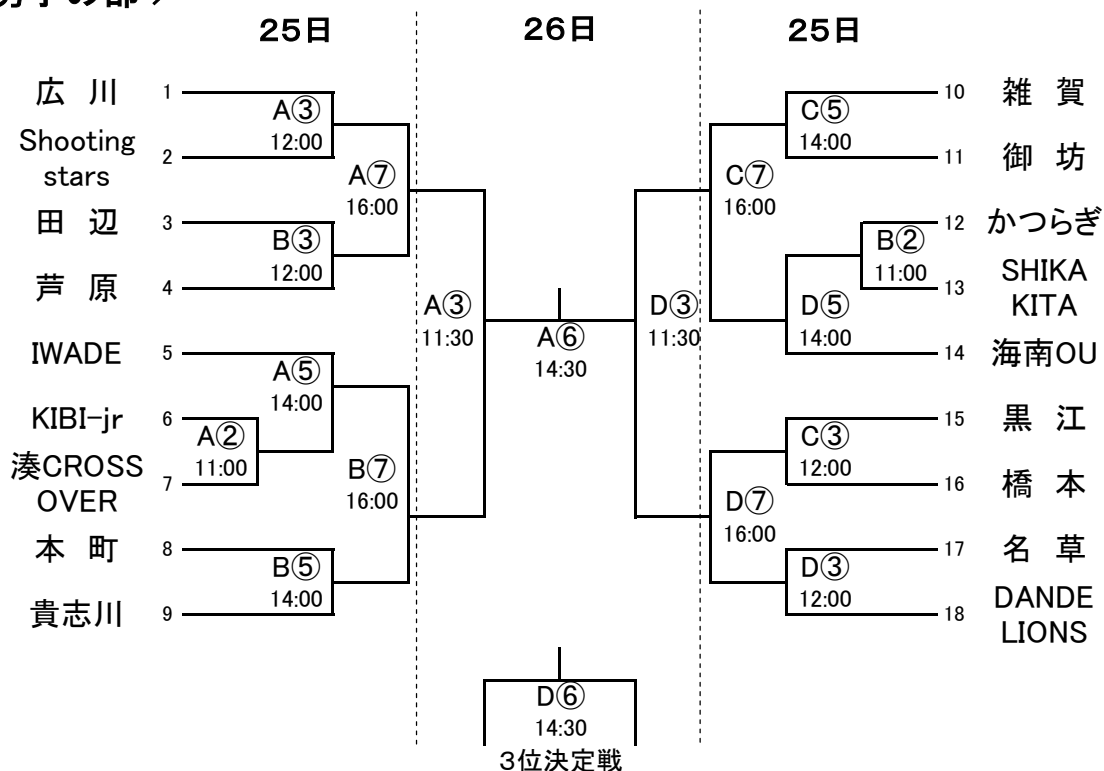 25日
26日
25日
広 川 1
A③
12:00
Shooting
stars
2
A⑦
16:00
田 辺 3
B③
12:00
芦 原 4
A③
11:30
IWADE 5
A⑤
14:00
KIBI-jr 6
A②
11:00
湊CROSS
OVER
7
B⑦
16:00
本 町 8
B⑤
14:00
貴志川 9
A⑥
14:30
D⑥
14:30
3位決定戦
10 雑 賀
C⑤
14:00
11 御 坊
C⑦
16:00
12 かつらぎ
B②
11:00
13
SHIKA
KITA
D⑤
14:00
14 海南OU
D③
11:30
15 黒 江
C③
12:00
16 橋 本
D⑦
16:00
17 名 草
D③
12:00
18
DANDE
LIONS